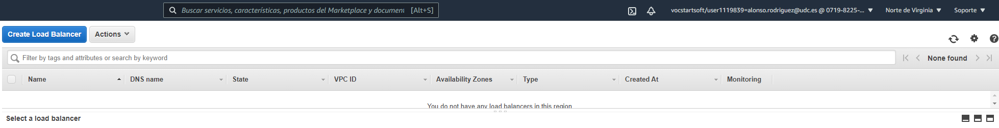 Buscar servicios, características, productos del Marketplace y document [Alt+S]
vocstartsoft/user1119839=alonso.rodriguez@udc.es @ 0719-8225-... Norte de Virginia Soporte
Create Load Balancer Actions
Filter by tags and attributes or search by keyword
None found
Name DNS name State VPC ID Availability Zones Type Created At Monitoring
You do not have any load balancers in this region
Select a load balancer